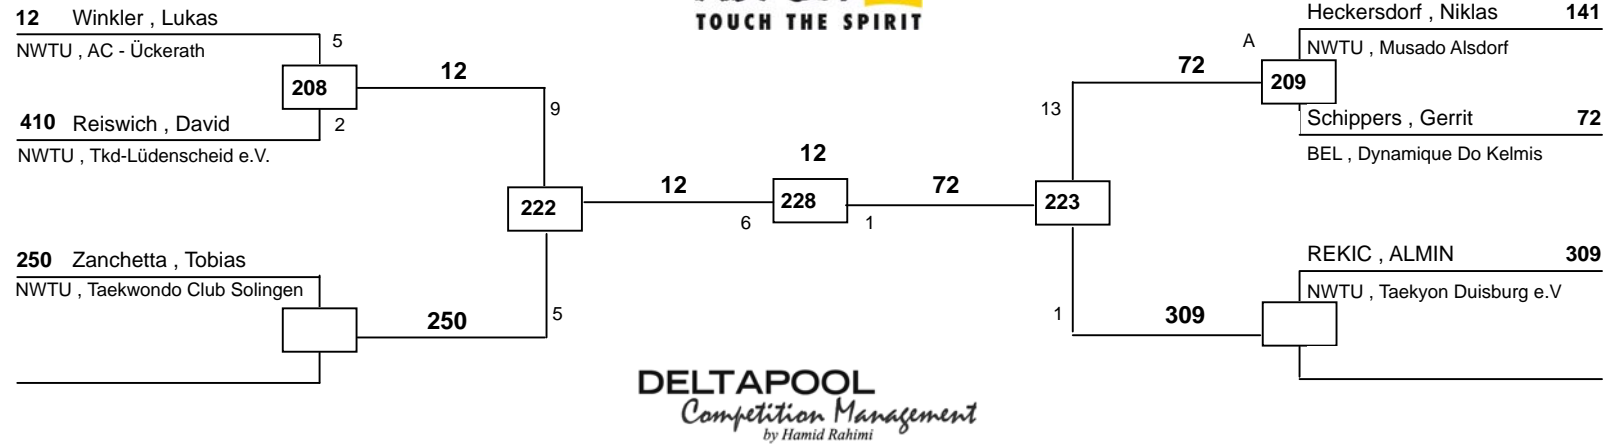 TOUCH THE SPIRIT
12 Winkler , Lukas
NWTU , AC - Ückerath
5
208
12
410 Reiswich , David
2
NWTU , Tkd-Lüdenscheid e.V.
9
222
12
250 Zanchetta , Tobias
NWTU , Taekwondo Club Solingen
250
5
12
6
228
1
72
Heckersdorf , Niklas 141
A
NWTU , Musado Alsdorf
72
209
13
Schippers , Gerrit 72
BEL , Dynamique Do Kelmis
223
REKIC , ALMIN 309
NWTU , Taekyon Duisburg e.V
1
309
DELTAPOOL
Competition Management
by Hamid Rahimi